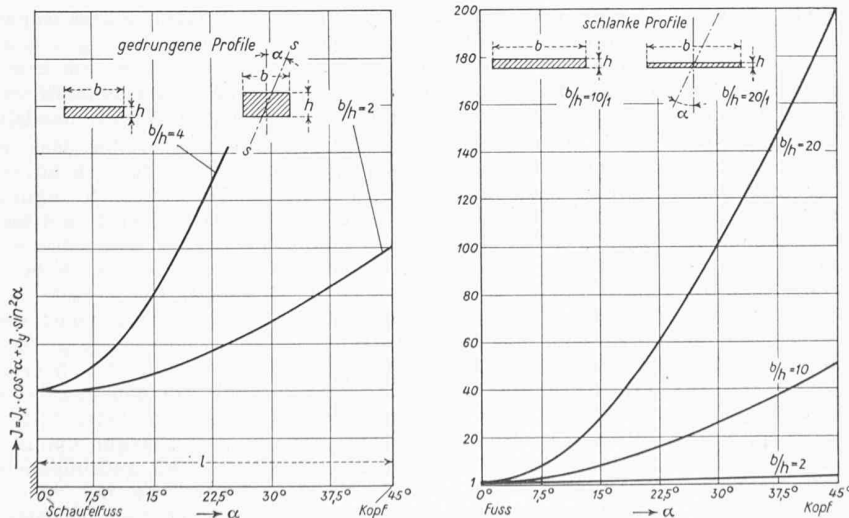 gedrungene Profile
s
α
b
b
h
h
b/h=4
b/h=2
s
J=Jx·cos²α+Jy·sin²α
l
0° 7,5° 15° 22,5° 30° 37,5° 45°
Schaufelfuss α Kopf
200
180
160
140
120
100
80
60
40
20
1
schlanke Profile
b
b
h
h
b/h=10/1
b/h=20/1
α
b/h=20
b/h=10
b/h=2
0° 7,5° 15° 22,5° 30° 37,5° 45°
Fuss α Kopf